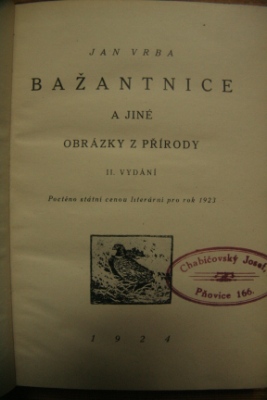 JAN VRBA
BAŽANTNICE
A JINÉ
OBRÁZKY Z PŘÍRODY
II. VYDÁNÍ
Poctěno státní cenou literární pro rok 1923
Chabičovský Josef,
Pňovice 166.
1924